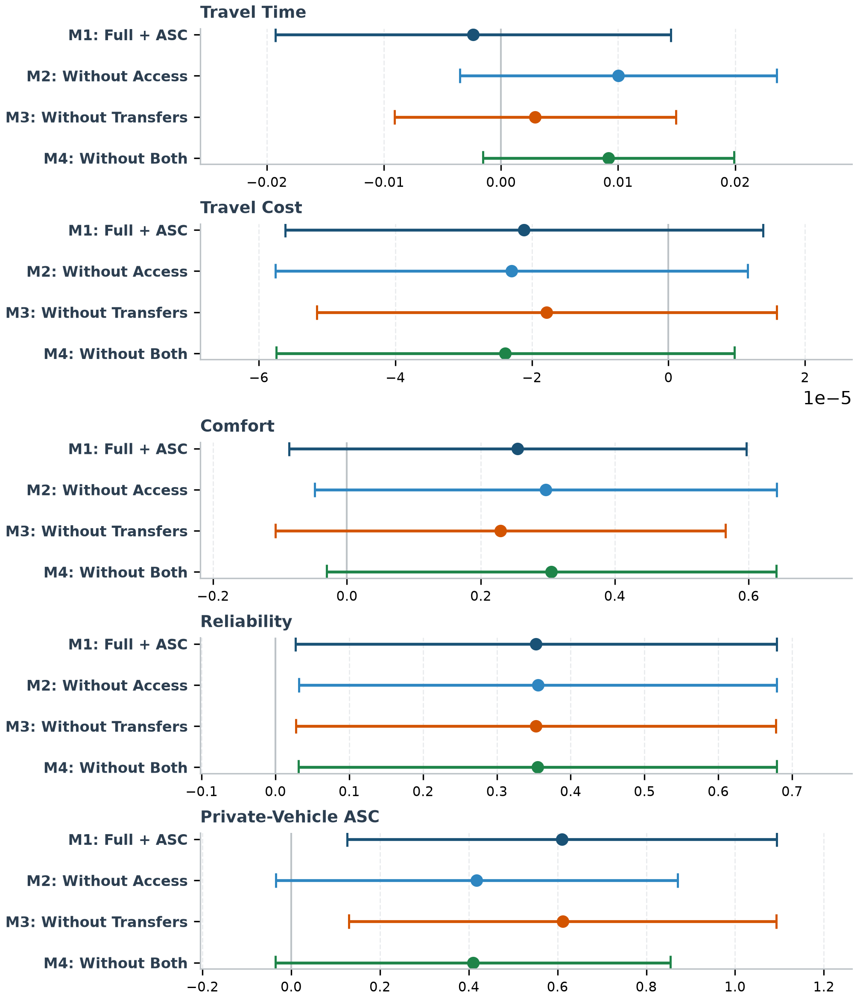 Travel Time
M1: Full + ASC
M2: Without Access
M3: Without Transfers
M4: Without Both
−0.02 −0.01 0.00 0.01 0.02
Travel Cost
M1: Full + ASC
M2: Without Access
M3: Without Transfers
M4: Without Both
−6 −4 −2 0 2
1e−5
Comfort
M1: Full + ASC
M2: Without Access
M3: Without Transfers
M4: Without Both
−0.2 0.0 0.2 0.4 0.6
Reliability
M1: Full + ASC
M2: Without Access
M3: Without Transfers
M4: Without Both
−0.1 0.0 0.1 0.2 0.3 0.4 0.5 0.6 0.7
Private-Vehicle ASC
M1: Full + ASC
M2: Without Access
M3: Without Transfers
M4: Without Both
−0.2 0.0 0.2 0.4 0.6 0.8 1.0 1.2